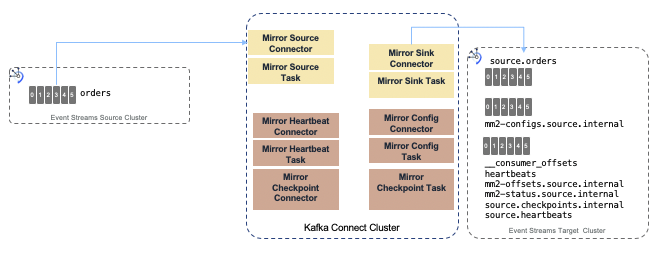 0 1 2 3 4 5
orders
Event Streams Source Cluster
Mirror Source
Connector
Mirror Source
Task
Mirror Heartbeat
Connector
Mirror Heartbeat
Task
Mirror
Checkpoint
Connector
Mirror Sink
Connector
Mirror Sink Task
Mirror Config
Connector
Mirror Config
Task
Mirror
Checkpoint Task
Kafka Connect Cluster
source.orders
0 1 2 3 4 5
0 1 2 3 4 5
mm2-configs.source.internal
0 1 2 3 4 5
__consumer_offsets
heartbeats
mm2-offsets.source.internal
mm2-status.source.internal
source.checkpoints.internal
source.heartbeats
Event Streams Target Cluster